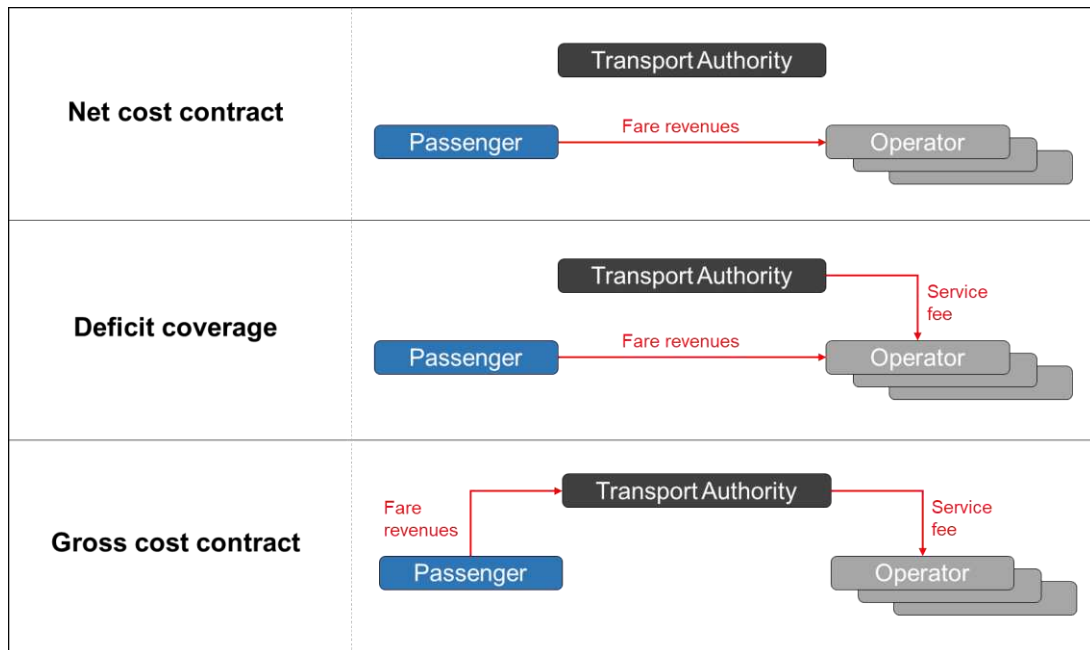 Net cost contract
Transport Authority
Passenger
Fare revenues
Operator
Deficit coverage
Transport Authority
Service
fee
Passenger
Fare revenues
Operator
Gross cost contract
Transport Authority
Fare
revenues
Service
fee
Passenger
Operator